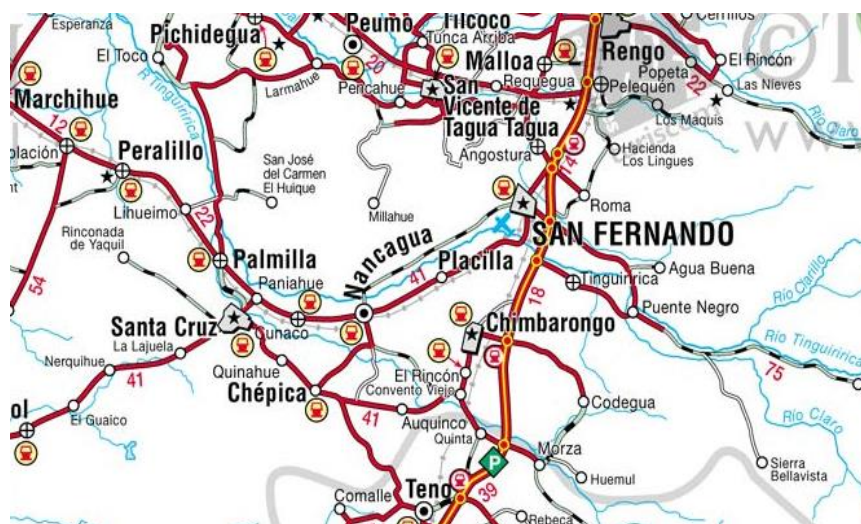 Esperanza
Pichidegua
Peumo
Tilcoco
Tunca Arriba
Cerrillos
El Toco
R Tinguiririca
Larmahue
20
Pencahue
Malloa
Requegua
Rengo
Pelequén
Popeta
22
El Rincón
Las Nieves
San
Vicente de
Tagua Tagua
Los Maquis
Río Claro
Marchihue
12
Peralillo
Angostura
14
Hacienda
Los Lingues
San José
del Carmen
El Huique
Lihueimo
22
Millahue
Roma
Rinconada
de Yaquil
Palmilla
Nancagua
41
Placilla
SAN FERNANDO
Agua Buena
Tinguiririca
54
Paniahue
18
Puente Negro
Río Clarillo
Santa Cruz
Cunaco
Chimbarongo
Río Tinguiririca
La Lajuela
Nerquihue
41
Quinahue
Chépica
El Rincón
Convento Viejo
75
El Guaico
41
Auquinco
Quinta
Codegua
Río Claro
Morza
P
Sierra
Bellavista
Huemul
Teno
39
Comalle
Rebeca